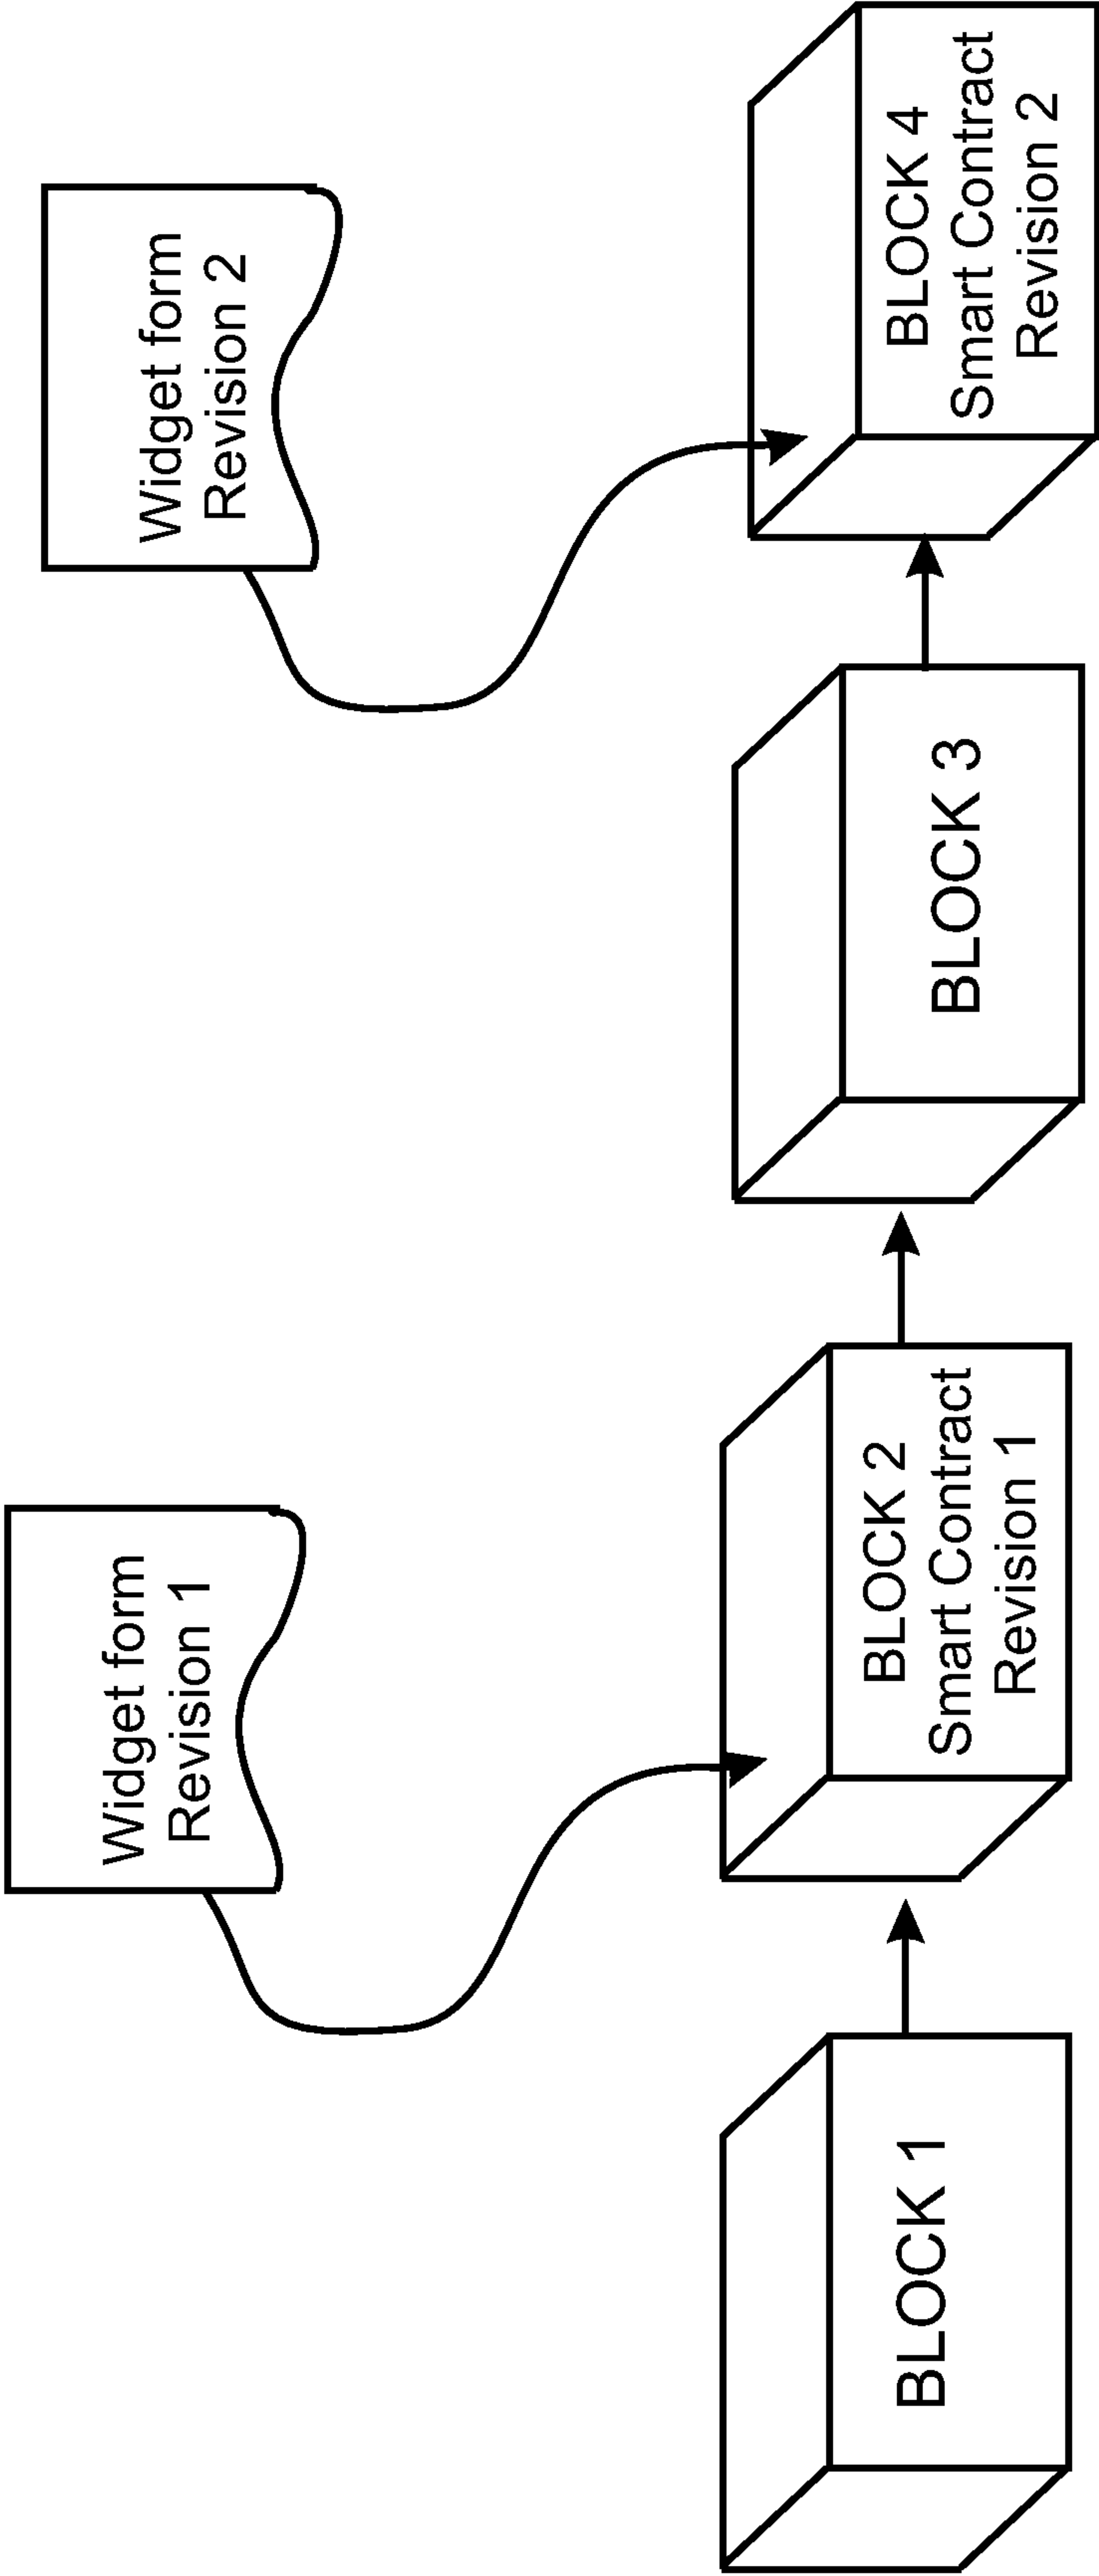 Widget form
Revision 1
Widget form
Revision 2
BLOCK 1
BLOCK 2
Smart Contract
Revision 1
BLOCK 3
BLOCK 4
Smart Contract
Revision 2